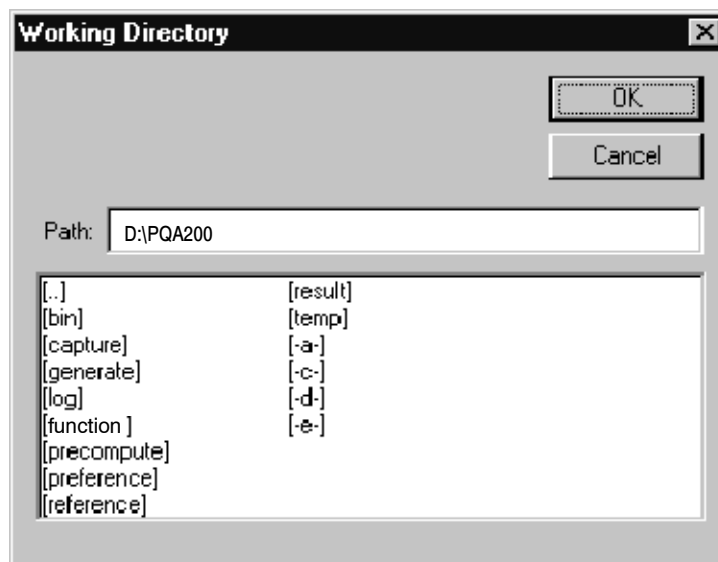 Working Directory
OK
Cancel
Path: D:\PQA200
[..] [result]
[bin] [temp]
[capture] [-a-]
[generate] [-c-]
[log] [-d-]
[function ] [-e-]
[precompute]
[preference]
[reference]